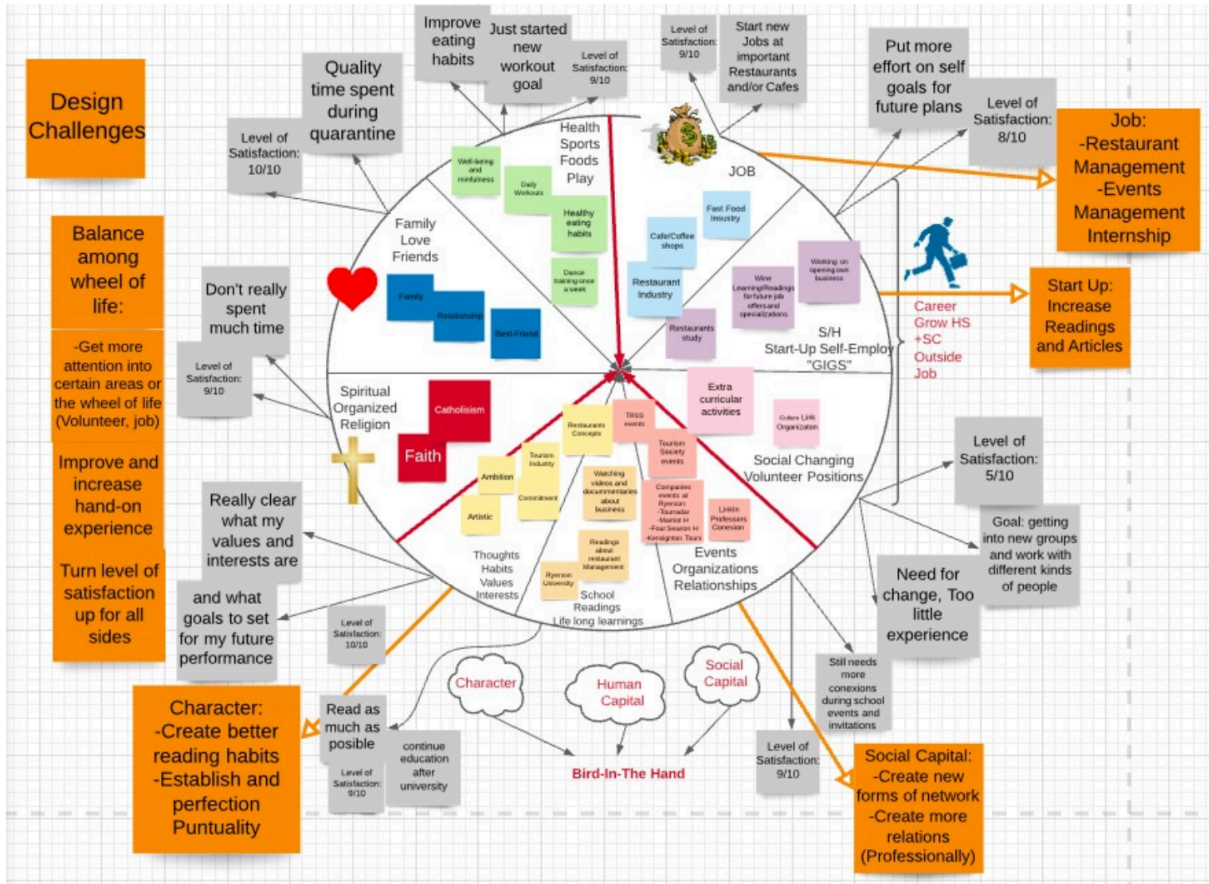 Design
Challenges
Balance
among
wheel of
life:
-Get more
attention into
certain areas or
the wheel of life
(Volunteer, job)
Improve and
increase
hand-on
experience
Turn level of
satisfaction
up for all
sides
Level of
Satisfaction:
10/10
Quality
time spent
during
quarantine
Improve
eating
habits
Just started
new
workout
goal
Level of
Satisfaction:
9/10
Level of
Satisfaction:
9/10
Start new
Jobs at
important
Restaurants
and/or Cafes
Put more
effort on self
goals for
future plans
Level of
Satisfaction:
8/10
Job:
-Restaurant
Management
-Events
Management
Internship
Start Up:
Increase
Readings
and Articles
Career
Grow HS
+SC
Outside
Job
Health
Sports
Foods
Play
Well-being
and
minfulness
Daily
Workouts
Healthy
eating
habits
Dance
training once
a week
JOB
Fast Food
Insustry
Cafe/Coffee
shops
Restaurant
Industry
Working on
opening own
business
Wine
Learning/Readings
for future job
offers and
specializations
Restaurants
study
S/H
Start-Up Self-Employ
"GIGS"
Family
Love
Friends
Family
Relationship
Best-Friend
Don't really
spent
much time
Level of
Satisfaction:
9/10
Spiritual
Organized
Religion
Catholisism
Faith
Extra
curricular
activities
Organizaton
Social Changing
Volunteer Positions
Level of
Satisfaction:
5/10
Goal: getting
into new groups
and work with
different kinds
of people
Need for
change, Too
little
experience
Restaurants
Concepts
Tourism
Industry
Ambition
Commitment
Artistic
Thoughts
Habits
Values
Interests
Watching
videos and
docummentaries
about
business
Readings
about
restaurant
Management
Ryerson
University
School
Readings
Life long learnings
TRSS
events
Tourism
Society
events
Companies
events at
Ryerson:
-Tourradar
-Marriot H
-Four Season H
-Kensignton Tours
LinkIn
Professors
Conexion
Events
Organizations
Relationships
Really clear
what my
values and
interests are
and what
goals to set
for my future
performance
Level of
Satisfaction:
10/10
Character:
-Create better
reading habits
-Establish and
perfection
Puntuality
Read as
much as
posible
Level of
Satisfaction:
9/10
continue
education
after
university
Character
Human
Capital
Social
Capital
Bird-In-The Hand
Still needs
more
conexions
during school
events and
invitations
Level of
Satisfaction:
9/10
Social Capital:
-Create new
forms of network
-Create more
relations
(Professionally)